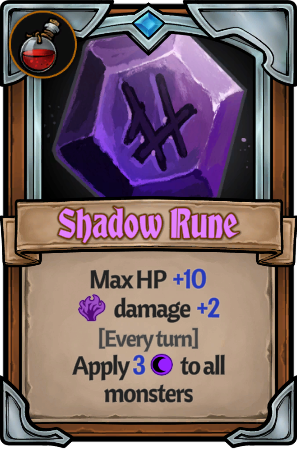 Shadow Rune
Max HP +10
damage +2
[Every turn]
Apply 3 to all
monsters